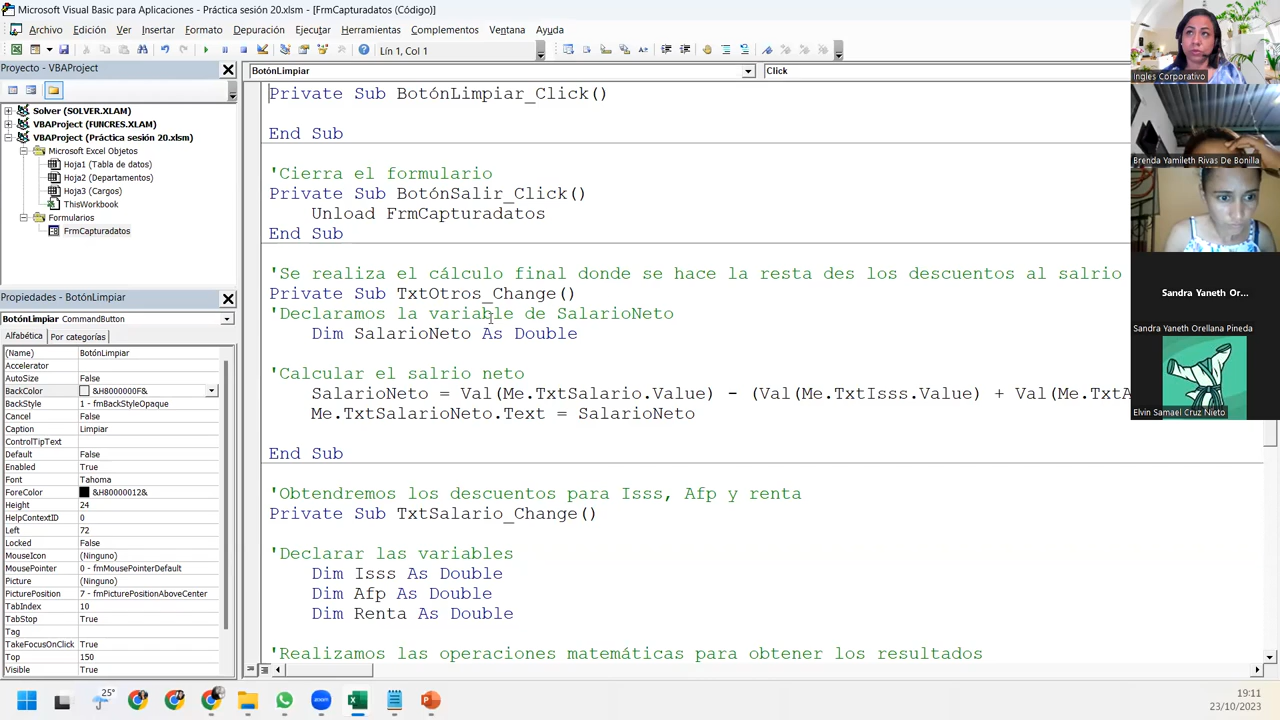 Microsoft Visual Basic para Aplicaciones - Práctica sesión 20.xlsm - [FrmCapturadatos (Código)]
Archivo Edición Ver Insertar Formato Depuración Ejecutar Herramientas Complementos Ventana Ayuda
Lín 1, Col 1
Proyecto - VBAProject
Solver (SOLVER.XLAM)
VBAProject (FUNCRES.XLAM)
VBAProject (Práctica sesión 20.xlsm)
Microsoft Excel Objetos
Hoja1 (Tabla de datos)
Hoja2 (Departamentos)
Hoja3 (Cargos)
ThisWorkbook
Formularios
FrmCapturadatos
Propiedades - BotónLimpiar
BotónLimpiar CommandButton
Alfabética Por categorías
(Name) BotónLimpiar
Accelerator
AutoSize False
BackColor &H8000000F&
BackStyle 1 - fmBackStyleOpaque
Cancel False
Caption Limpiar
ControlTipText
Default False
Enabled True
Font Tahoma
ForeColor &H80000012&
Height 24
HelpContextID 0
Left 72
Locked False
MouseIcon (Ninguno)
MousePointer 0 - fmMousePointerDefault
Picture (Ninguno)
PicturePosition 7 - fmPicturePositionAboveCenter
TabIndex 10
TabStop True
Tag
TakeFocusOnClick True
Top 150
Visible True
BotónLimpiar Click
Private Sub BotónLimpiar_Click()
End Sub
'Cierra el formulario
Private Sub BotónSalir_Click()
Unload FrmCapturadatos
End Sub
'Se realiza el cálculo final donde se hace la resta des los descuentos al salrio
Private Sub TxtOtros_Change()
'Declaramos la variable de SalarioNeto
Dim SalarioNeto As Double
'Calcular el salrio neto
SalarioNeto = Val(Me.TxtSalario.Value) - (Val(Me.TxtIsss.Value) + Val(Me.TxtA
Me.TxtSalarioNeto.Text = SalarioNeto
End Sub
'Obtendremos los descuentos para Isss, Afp y renta
Private Sub TxtSalario_Change()
'Declarar las variables
Dim Isss As Double
Dim Afp As Double
Dim Renta As Double
'Realizamos las operaciones matemáticas para obtener los resultados
Ingles Corporativo
Brenda Yamileth Rivas De Bonilla
Sandra Yaneth Or...
Sandra Yaneth Orellana Pineda
Elvin Samael Cruz Nieto
25°
zoom
19:11
23/10/2023